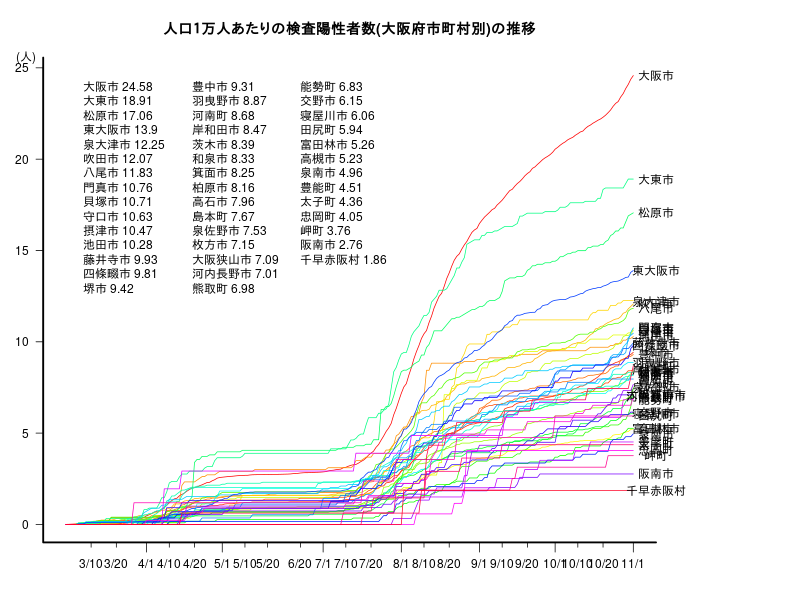 人口1万人あたりの検査陽性者数(大阪府市町村別)の推移
(人)
25
20
15
10
5
0
大阪市 24.58 豊中市 9.31 能勢町 6.83
大東市 18.91 羽曳野市 8.87 交野市 6.15
松原市 17.06 河南町 8.68 寝屋川市 6.06
東大阪市 13.9 岸和田市 8.47 田尻町 5.94
泉大津市 12.25 茨木市 8.39 富田林市 5.26
吹田市 12.07 和泉市 8.33 高槻市 5.23
八尾市 11.83 箕面市 8.25 泉南市 4.96
門真市 10.76 柏原市 8.16 豊能町 4.51
貝塚市 10.71 高石市 7.96 太子町 4.36
守口市 10.63 島本町 7.67 忠岡町 4.05
摂津市 10.47 泉佐野市 7.53 岬町 3.76
池田市 10.28 枚方市 7.15 阪南市 2.76
藤井寺市 9.93 大阪狭山市 7.09 千早赤阪村 1.86
四條畷市 9.81 河内長野市 7.01
堺市 9.42 熊取町 6.98
大阪市
大東市
松原市
東大阪市
泉大津市
八尾市
能勢町
岬町
阪南市
千早赤阪村
3/10 3/20 4/1 4/10 4/20 5/1 5/10 5/20 6/20 7/1 7/10 7/20 8/1 8/10 8/20 9/1 9/10 9/20 10/1 10/10 10/20 11/1